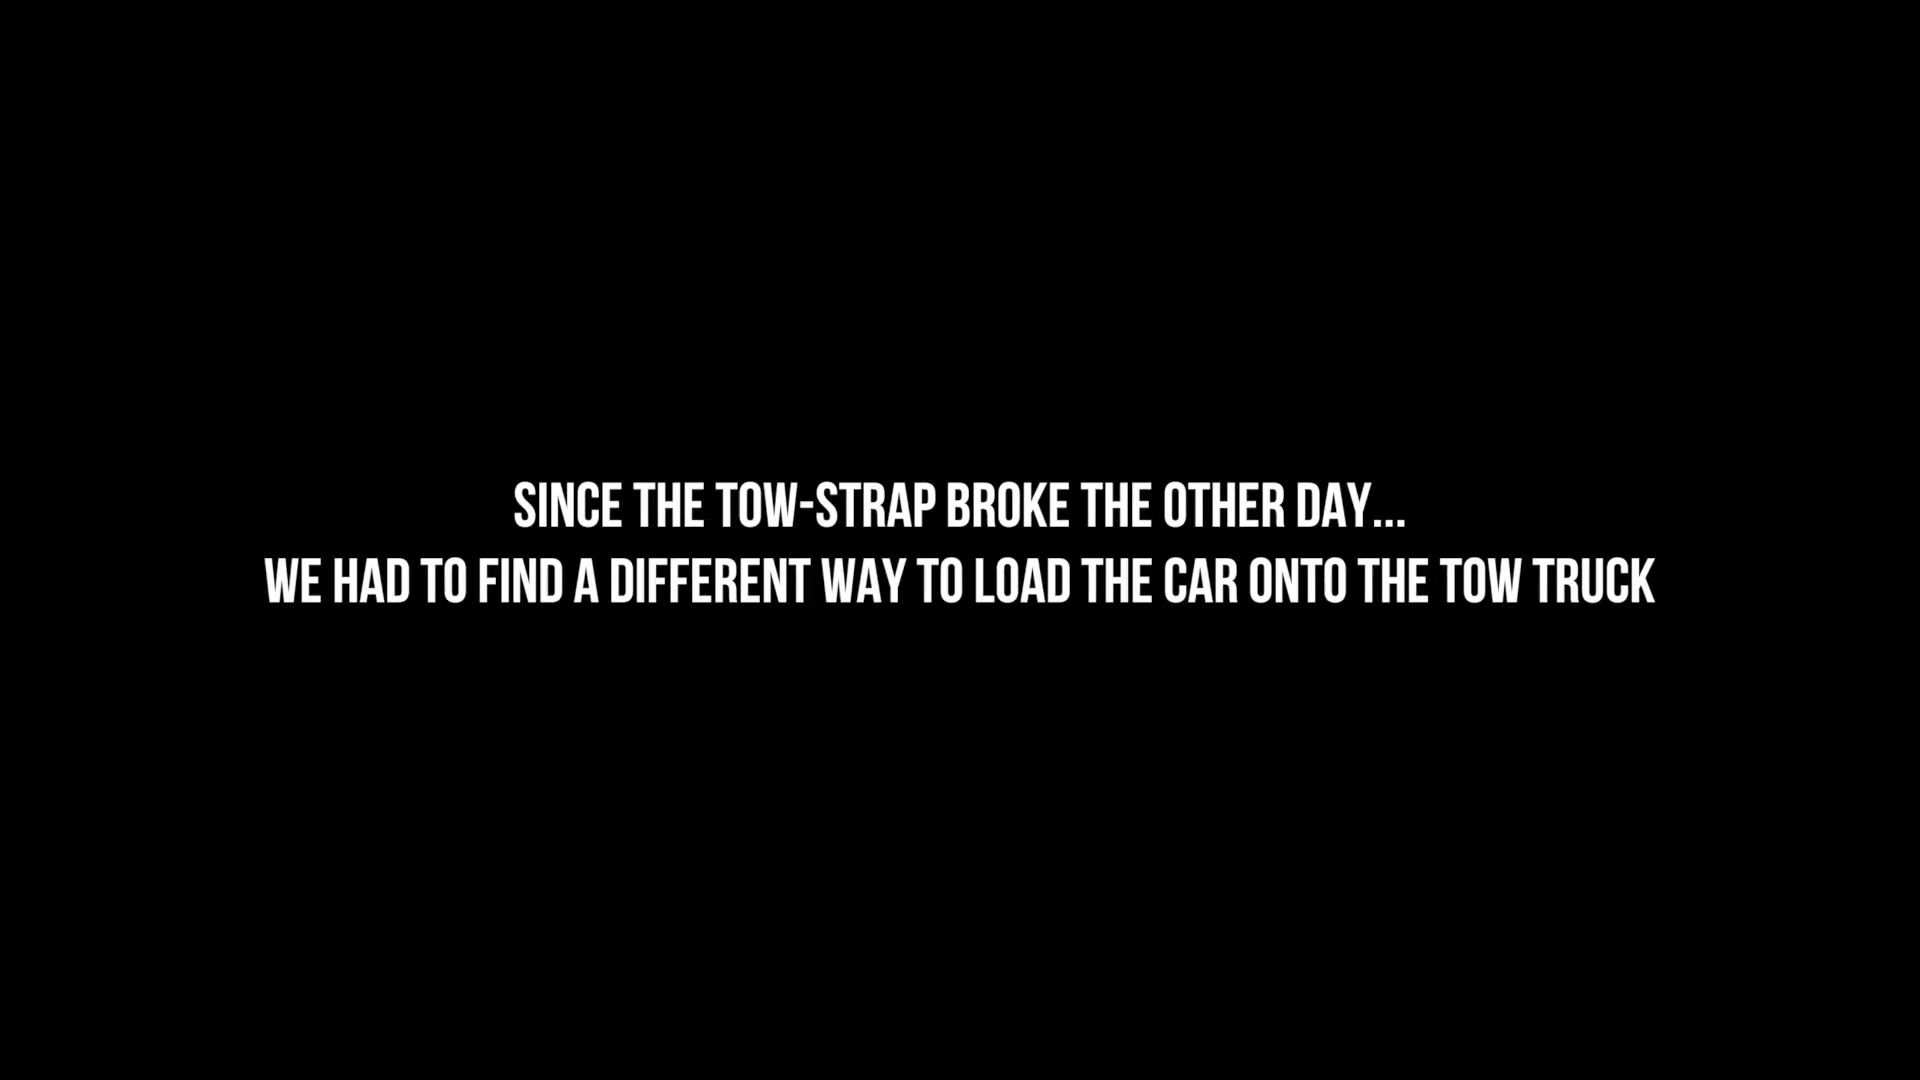 SINCE THE TOW-STRAP BROKE THE OTHER DAY...
WE HAD TO FIND A DIFFERENT WAY TO LOAD THE CAR ONTO THE TOW TRUCK